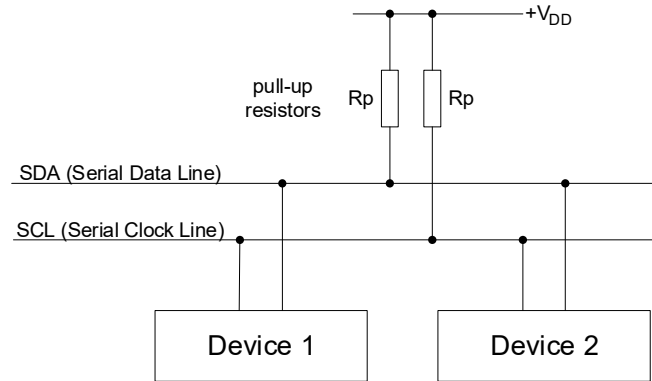 +VDD
pull-up
resistors
Rp
Rp
SDA (Serial Data Line)
SCL (Serial Clock Line)
Device 1
Device 2